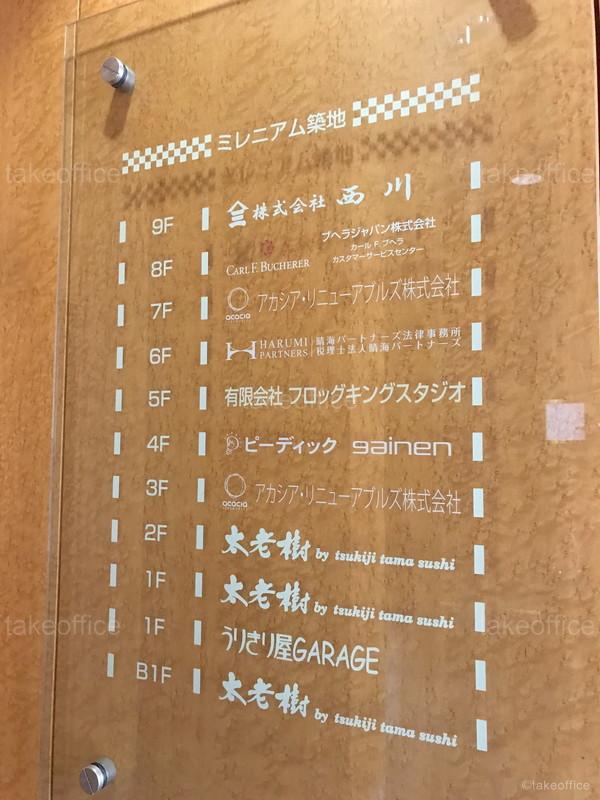 ミレニアム築地
9F 株式会社 西川
8F CARL F. BUCHERER ブヘラジャパン株式会社
カール F. ブヘラ
カスタマーサービスセンター
7F acacia アカシア・リニューアブルズ株式会社
6F HARUMI PARTNERS 晴海パートナーズ法律事務所
税理士法人晴海パートナーズ
5F 有限会社 フロッグキングスタジオ
4F ピーディック gainen
3F acacia アカシア・リニューアブルズ株式会社
2F 太老樹 by tsukiji tama sushi
1F 太老樹 by tsukiji tama sushi
1F うりきり屋GARAGE
B1F 太老樹 by tsukiji tama sushi
takeoffice
takeoffice
takeoffice
takeoffice
takeoffice
©takeoffice